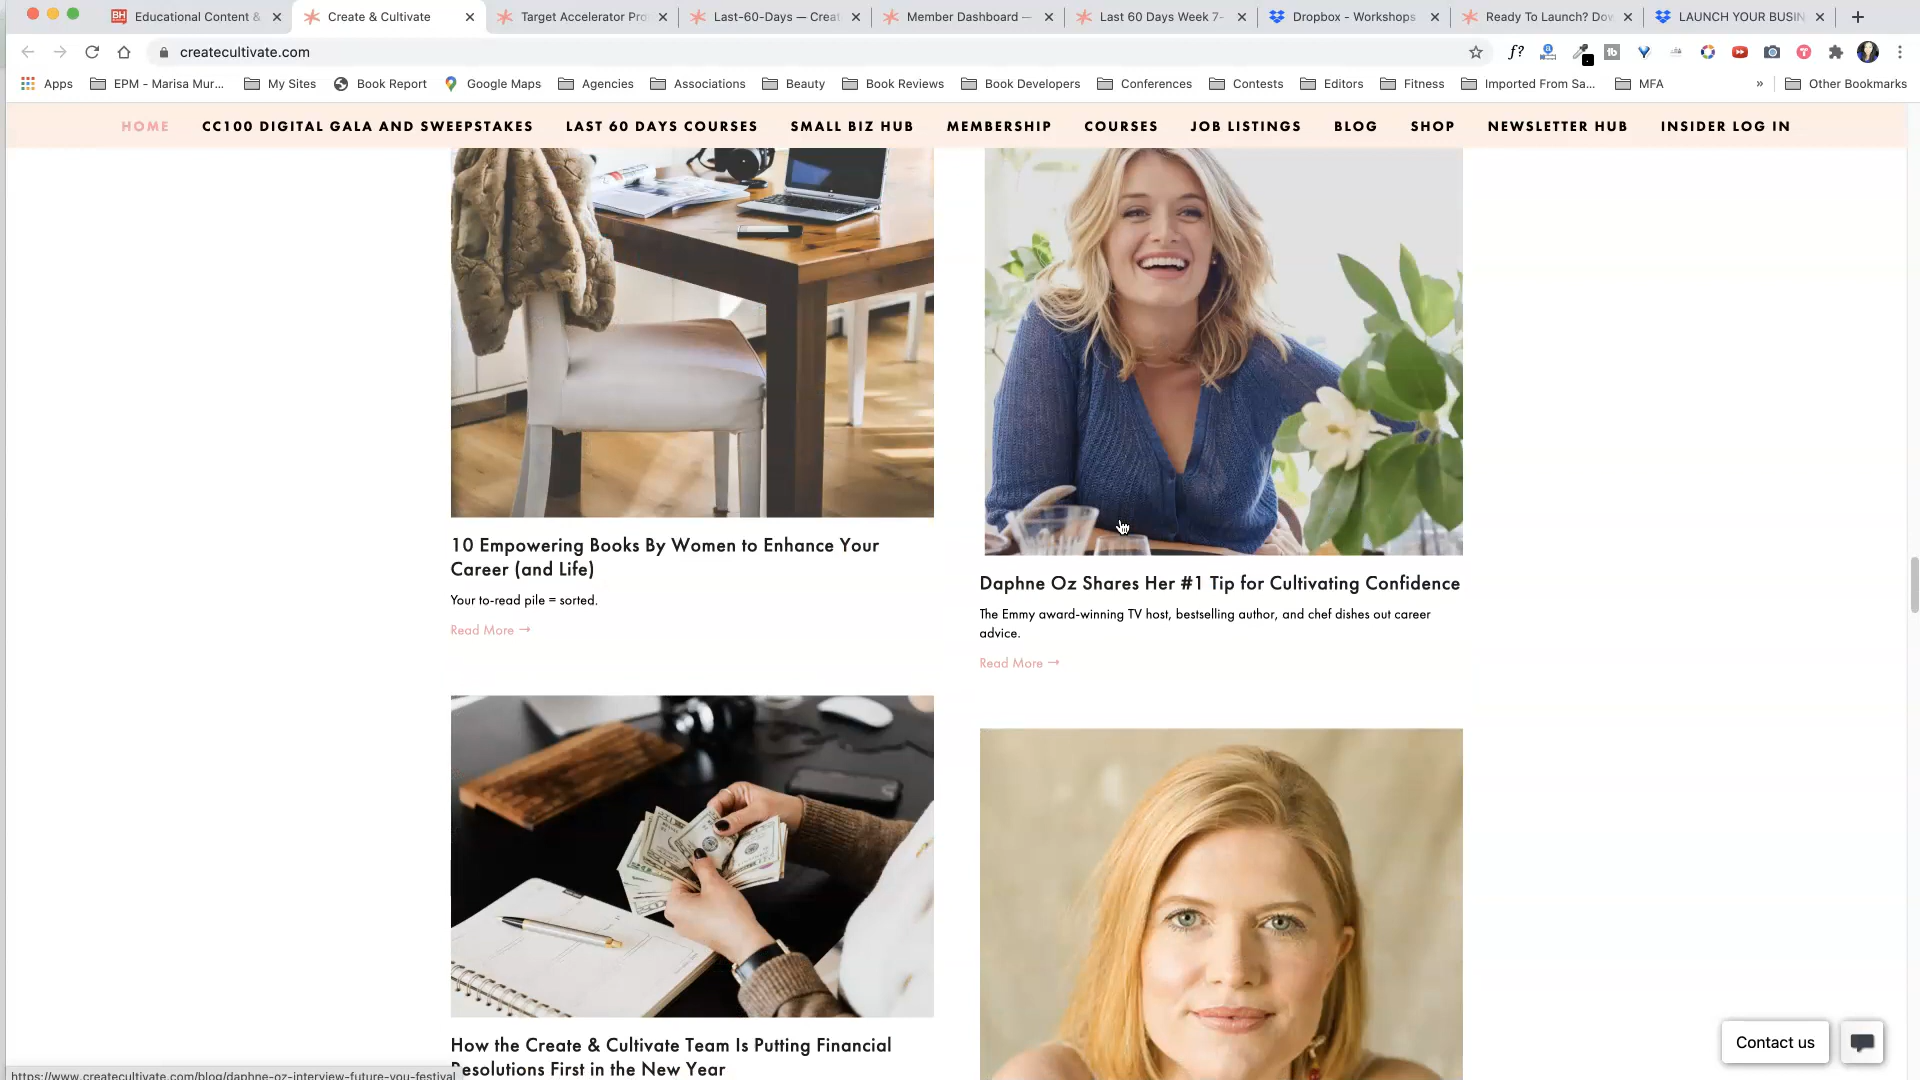 Educational Content &
Create & Cultivate
Target Accelerator Pro
Last-60-Days — Creat
Member Dashboard —
Last 60 Days Week 7-
Dropbox - Workshops
Ready To Launch? Dow
LAUNCH YOUR BUSIN
createcultivate.com
Apps
EPM - Marisa Mur...
My Sites
Book Report
Google Maps
Agencies
Associations
Beauty
Book Reviews
Book Developers
Conferences
Contests
Editors
Fitness
Imported From Sa...
MFA
»
Other Bookmarks
HOME
CC100 DIGITAL GALA AND SWEEPSTAKES
LAST 60 DAYS COURSES
SMALL BIZ HUB
MEMBERSHIP
COURSES
JOB LISTINGS
BLOG
SHOP
NEWSLETTER HUB
INSIDER LOG IN
10 Empowering Books By Women to Enhance Your
Career (and Life)
Your to-read pile = sorted.
Read More →
Daphne Oz Shares Her #1 Tip for Cultivating Confidence
The Emmy award-winning TV host, bestselling author, and chef dishes out career
advice.
Read More →
How the Create & Cultivate Team Is Putting Financial
Resolutions First in the New Year
Contact us
https://www.createcultivate.com/blog/daphne-oz-interview-future-you-festival